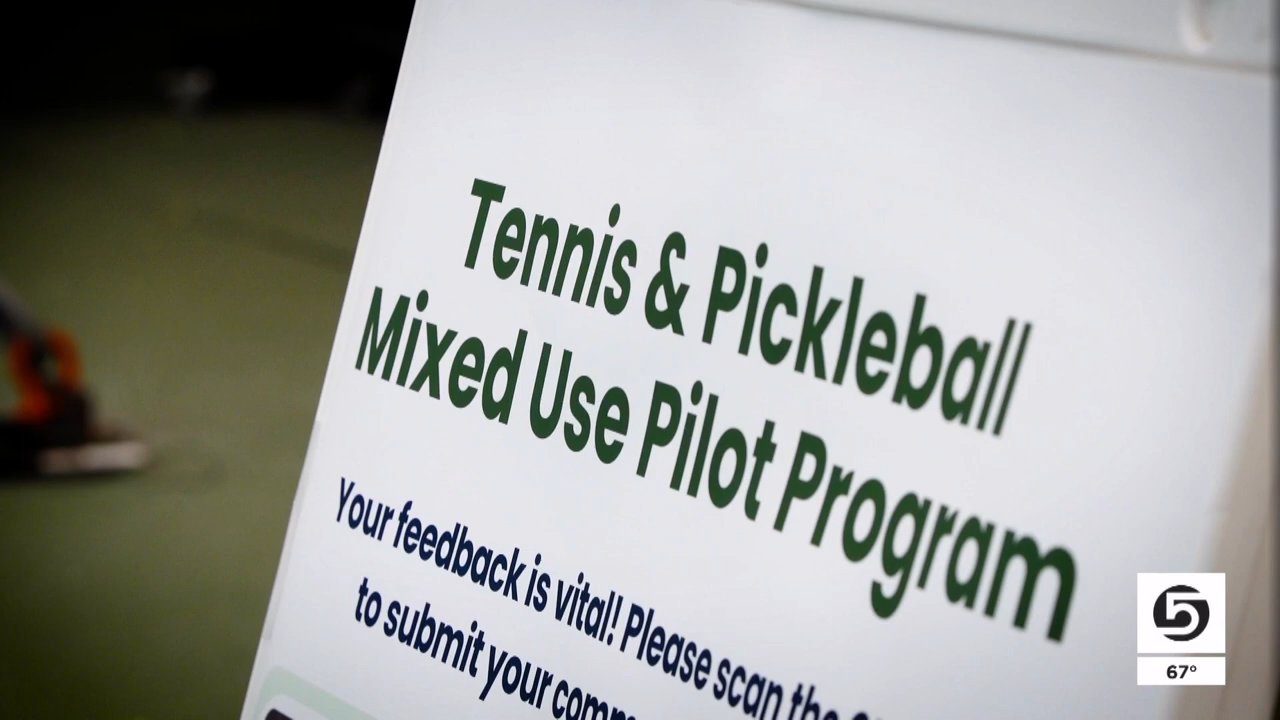 Tennis & Pickleball
Mixed Use Pilot Program
Your feedback is vital! Please scan the
to submit your
5
67°